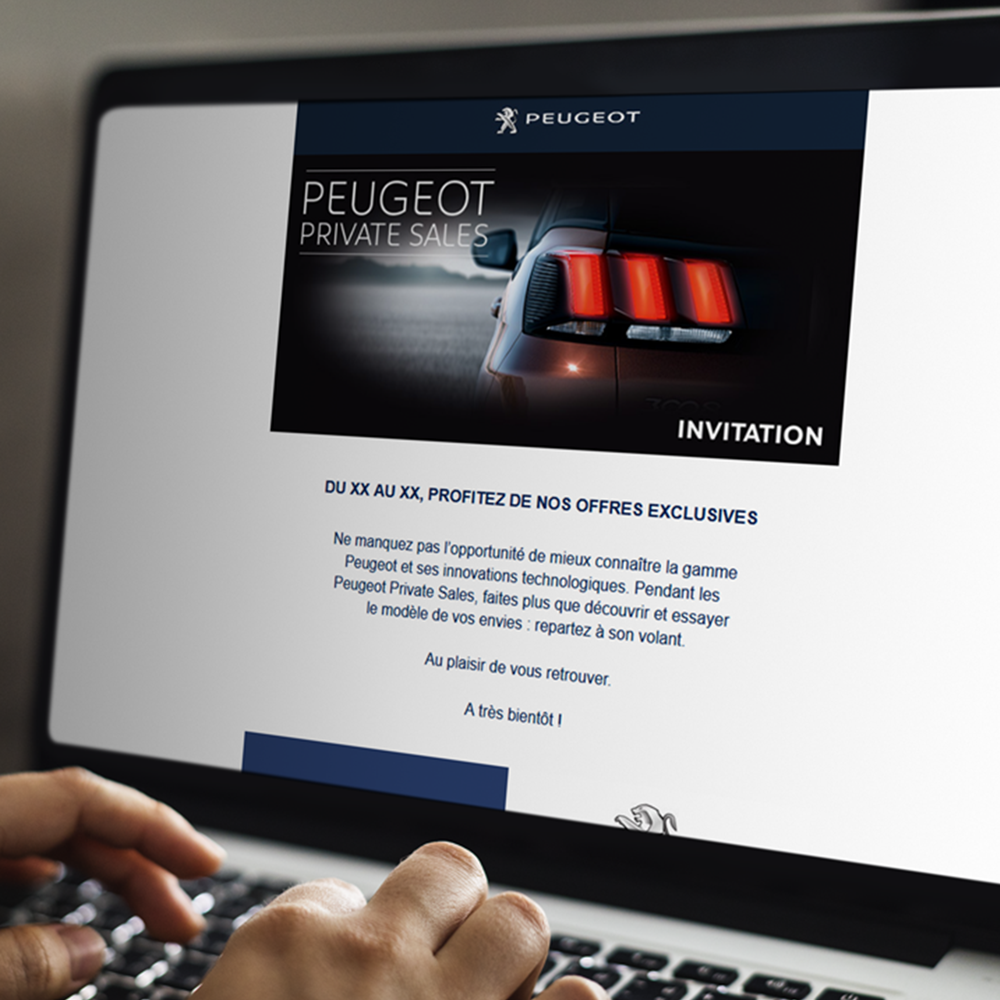 PEUGEOT
PEUGEOT
PRIVATE SALES
3008
INVITATION
DU XX AU XX, PROFITEZ DE NOS OFFRES EXCLUSIVES
Ne manquez pas l'opportunité de mieux connaître la gamme
Peugeot et ses innovations technologiques. Pendant les
Peugeot Private Sales, faites plus que découvrir et essayer
le modèle de vos envies : repartez à son volant.
Au plaisir de vous retrouver.
A très bientôt !